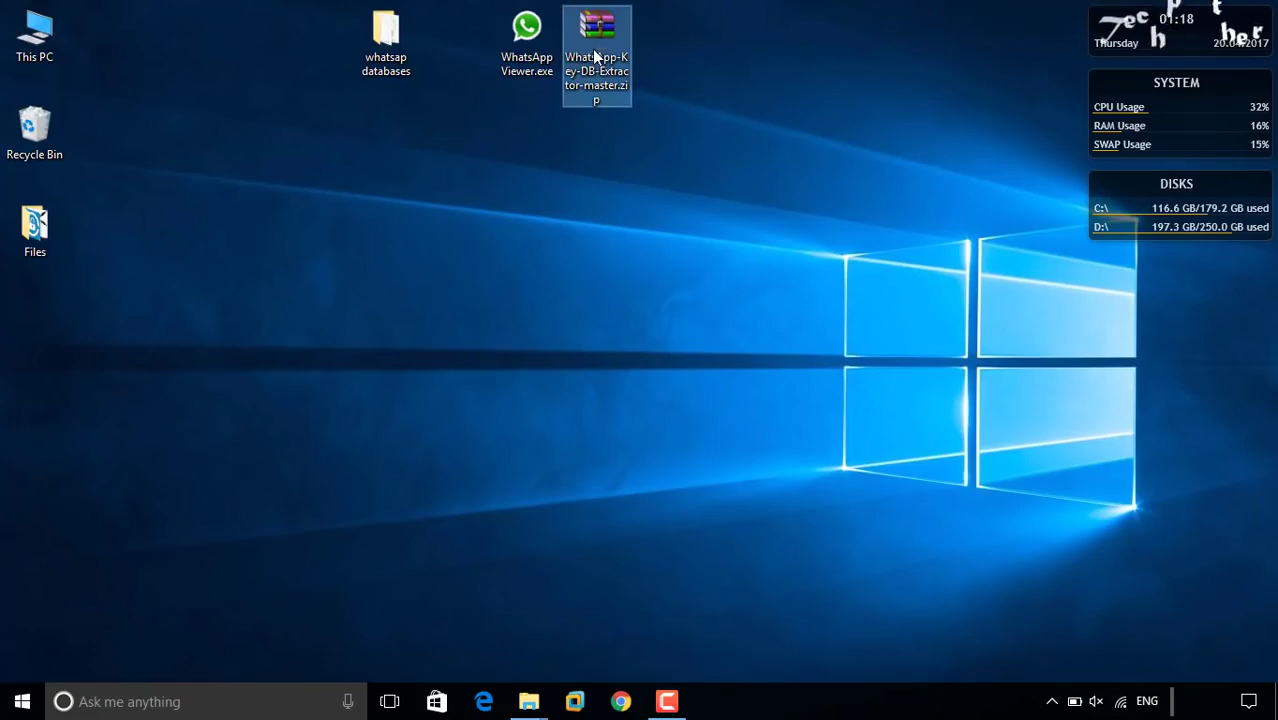 This PC
whatsap
databases
WhatsApp
Viewer.exe
WhatsApp-K
ey-DB-Extrac
tor-master.zi
p
Recycle Bin
Files
01:18
Thursday
20.04.2017
SYSTEM
CPU Usage 32%
RAM Usage 16%
SWAP Usage 15%
DISKS
C:\ 116.6 GB/179.2 GB used
D:\ 197.3 GB/250.0 GB used
Ask me anything
ENG